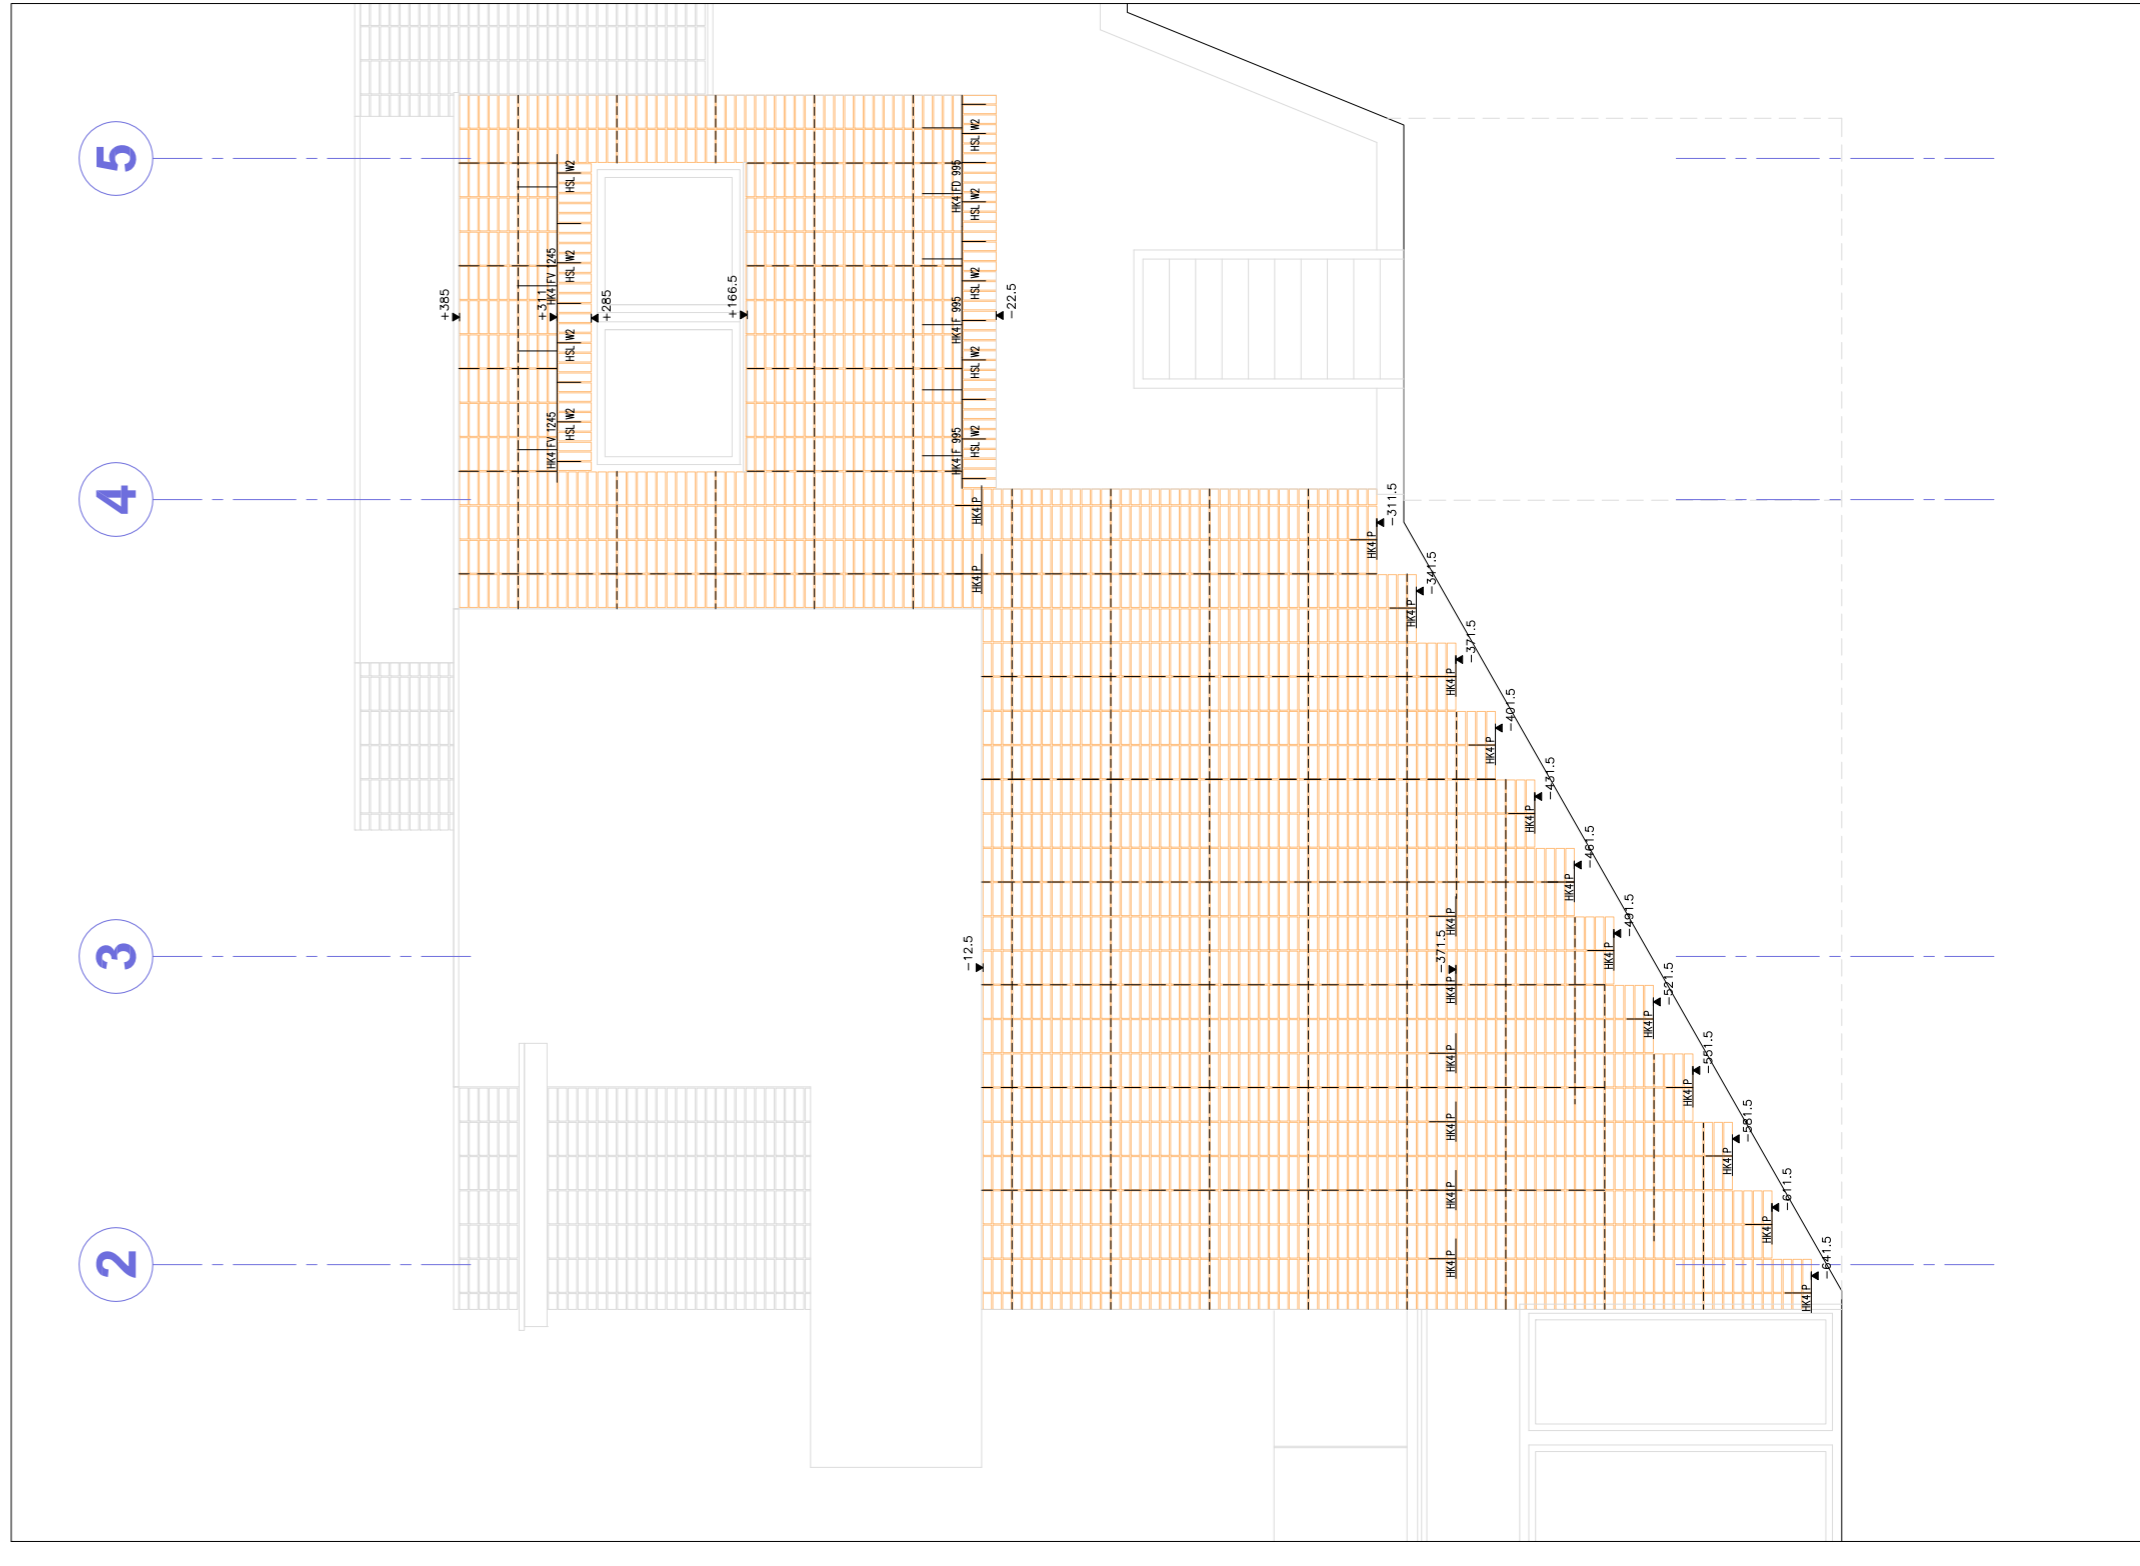 5
4
3
2
+385
+311
+285
+166.5
-22.5
HSL W2
HSL W2
HSL W2
HSL W2
HK4 FV 1245
HK4 FV 1245
HSL W2
HSL W2
HSL W2
HSL W2
HSL W2
HK4 FD 995
HK4 F 995
HK4 F 995
HK4 P
HK4 P
-12.5
-371.5
HK4 P
HK4 P
HK4 P
HK4 P
HK4 P
HK4 P
HK4 P
-311.5
HK4 P
-341.5
HK4 P
-371.5
HK4 P
-401.5
HK4 P
-431.5
HK4 P
-461.5
HK4 P
-491.5
HK4 P
-521.5
HK4 P
-551.5
HK4 P
-581.5
HK4 P
-611.5
HK4 P
-641.5